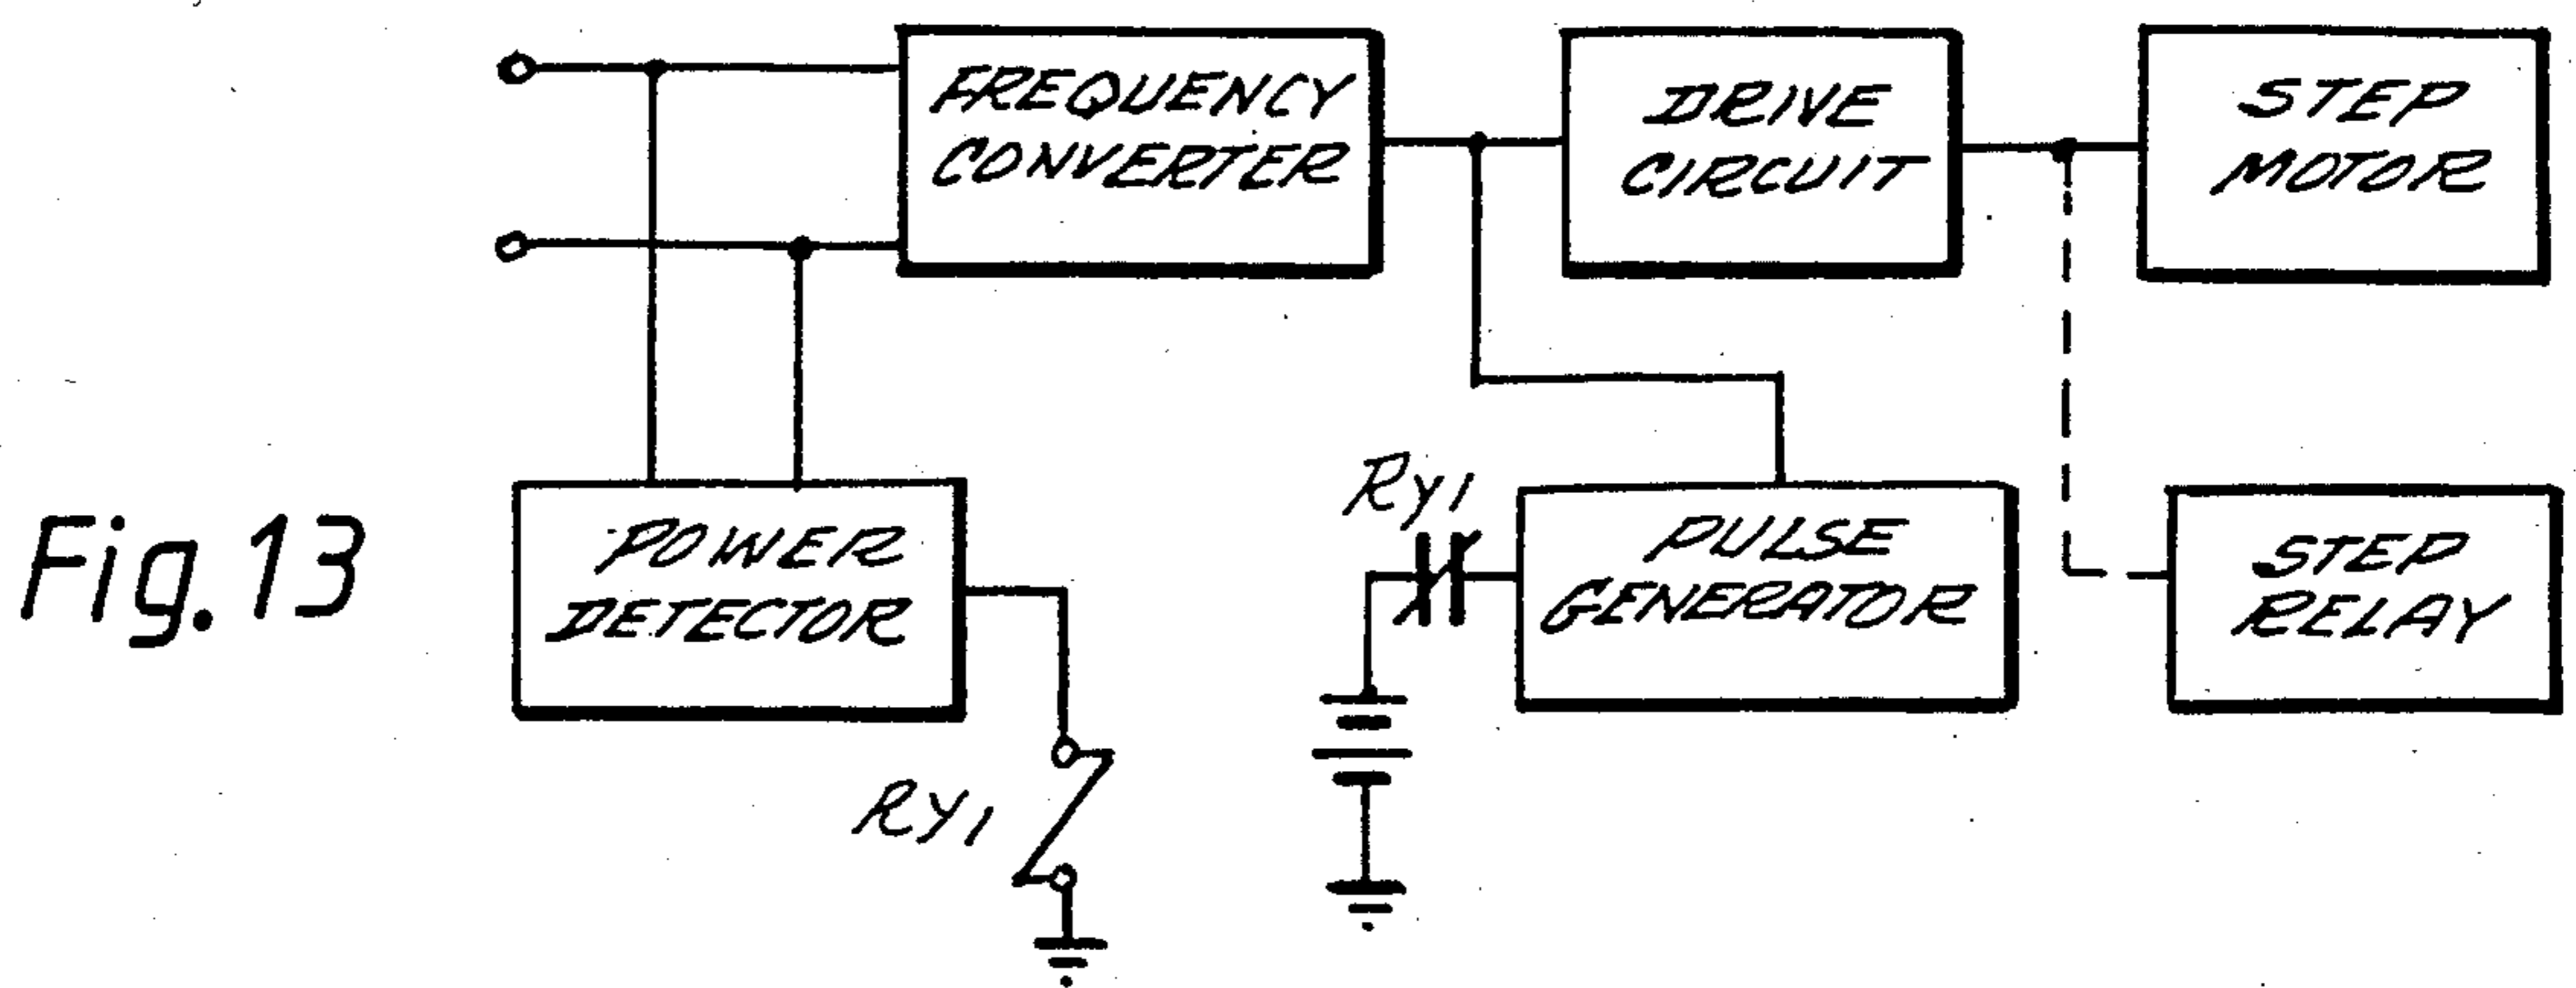 FREQUENCY
CONVERTER
DRIVE
CIRCUIT
STEP
MOTOR
Fig.13
POWER
DETECTOR
RY1
RY1
PULSE
GENERATOR
STEP
RELAY